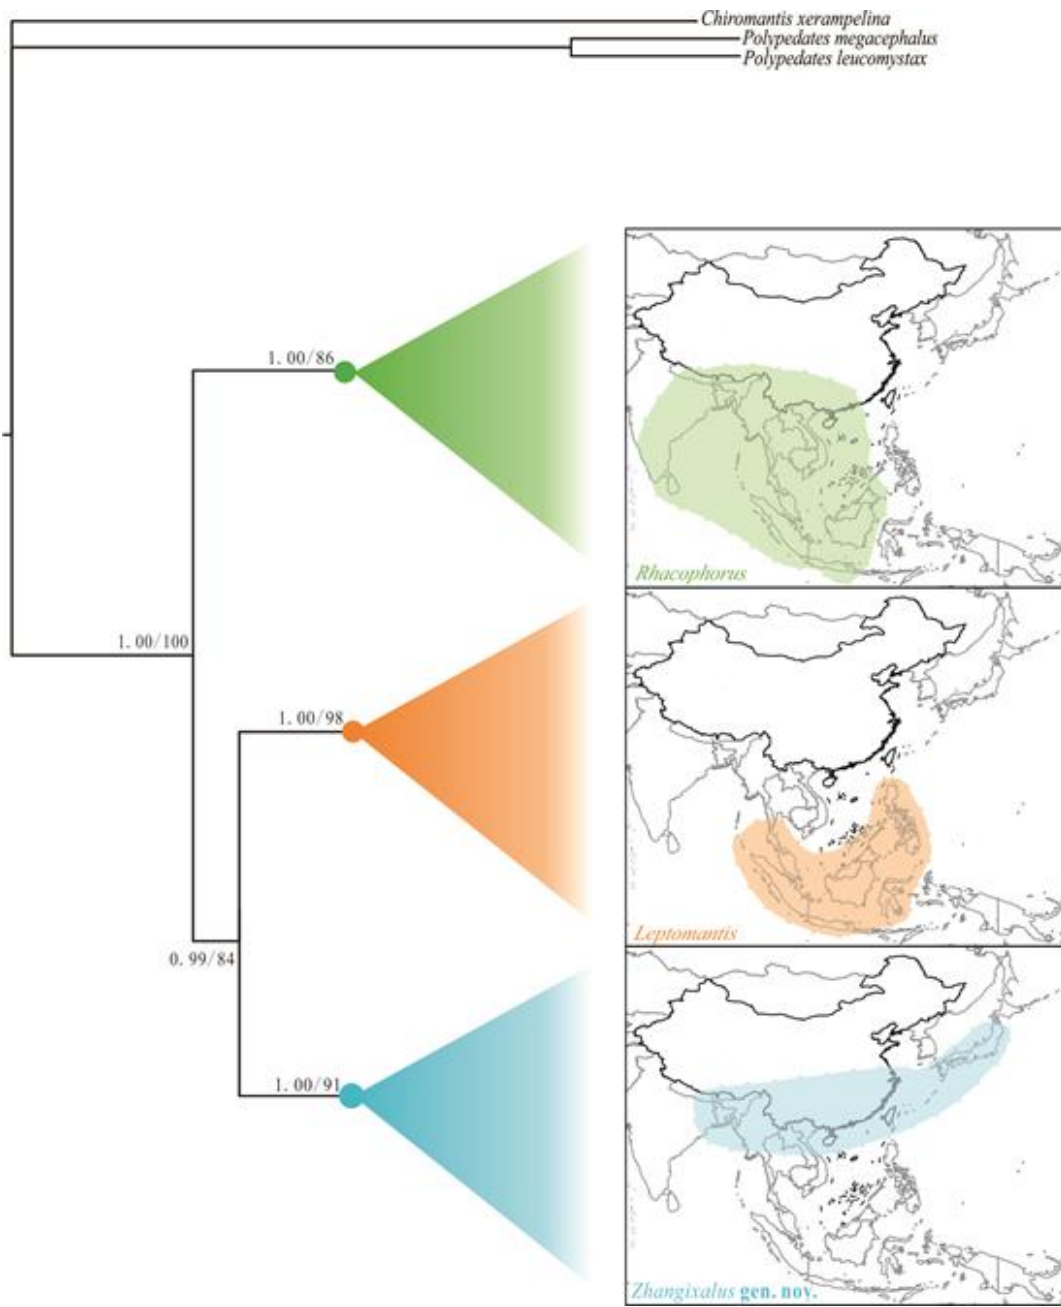 Chiromantis xerampelina
Polypedates megacephalus
Polypedates leucomystax
1.00/86
Rhacophorus
1.00/100
1.00/98
Leptomantis
0.99/84
1.00/91
Zhangixalus gen. nov.